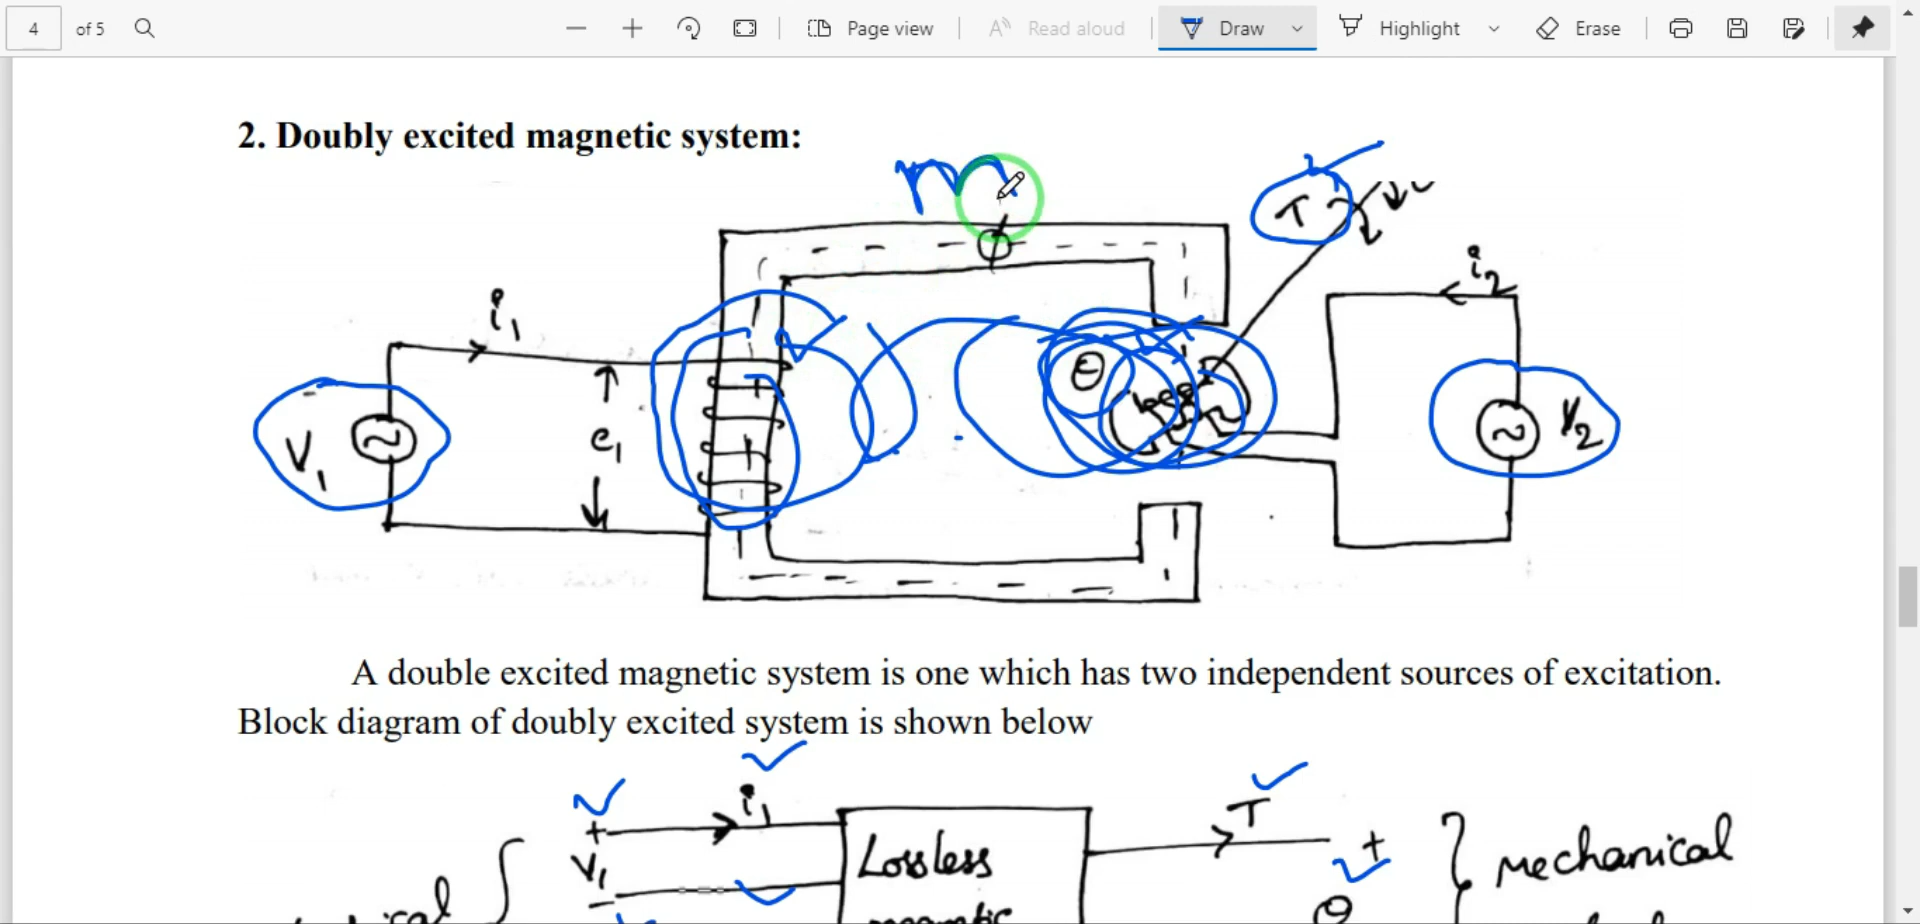 4 of 5 Page view Read aloud Draw Highlight Erase
2. Doubly excited magnetic system:
m
T
i2
i1
V1
e1
θ
V2
A double excited magnetic system is one which has two independent sources of excitation.
Block diagram of doubly excited system is shown below
i1
T
+
+
V1
Lossless
Mechanical
−
θ